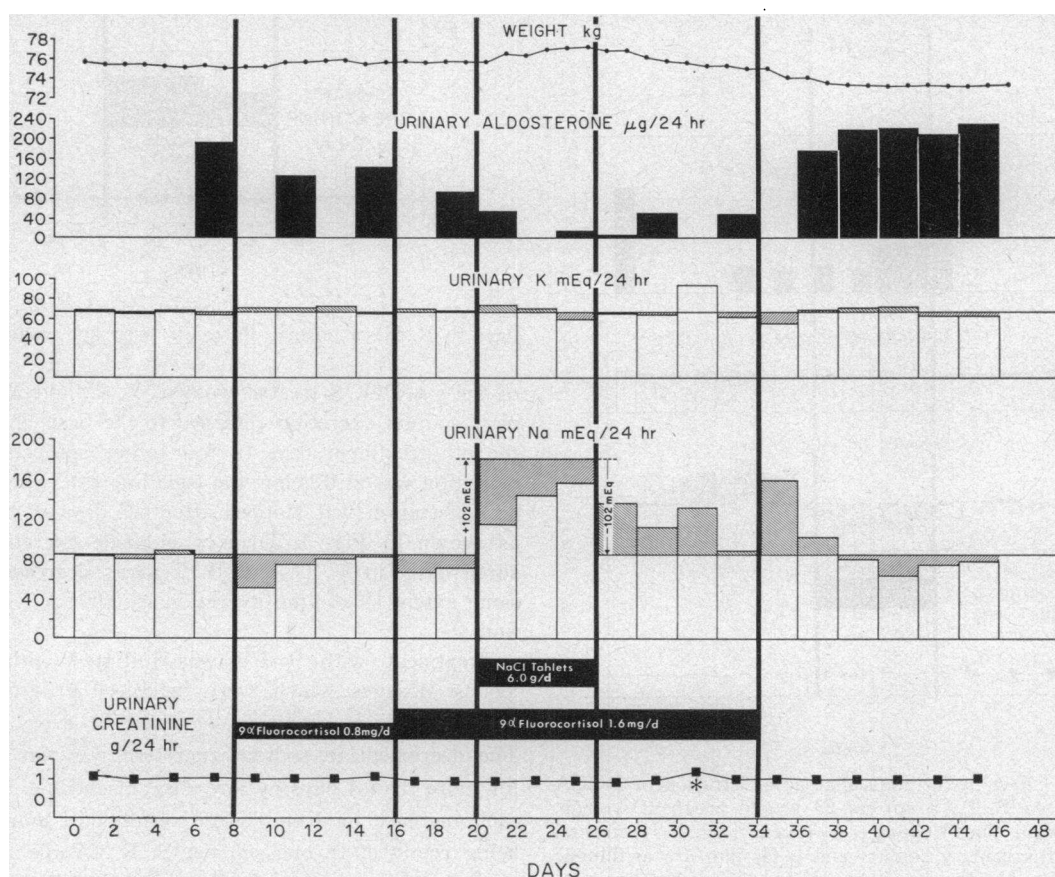 WEIGHT kg
78
76
74
72
URINARY ALDOSTERONE μg/24 hr
240
200
160
120
80
40
0
URINARY K mEq/24 hr
100
80
60
40
20
0
URINARY Na mEq/24 hr
200
160
120
80
40
0
+102 mEq
-102 mEq
NaCl Tablets
6.0 g/d
9α Fluorocortisol 0.8mg/d
9α Fluorocortisol 1.6mg/d
URINARY
CREATININE
g/24 hr
2
1
0
*
0 2 4 6 8 10 12 14 16 18 20 22 24 26 28 30 32 34 36 38 40 42 44 46 48
DAYS